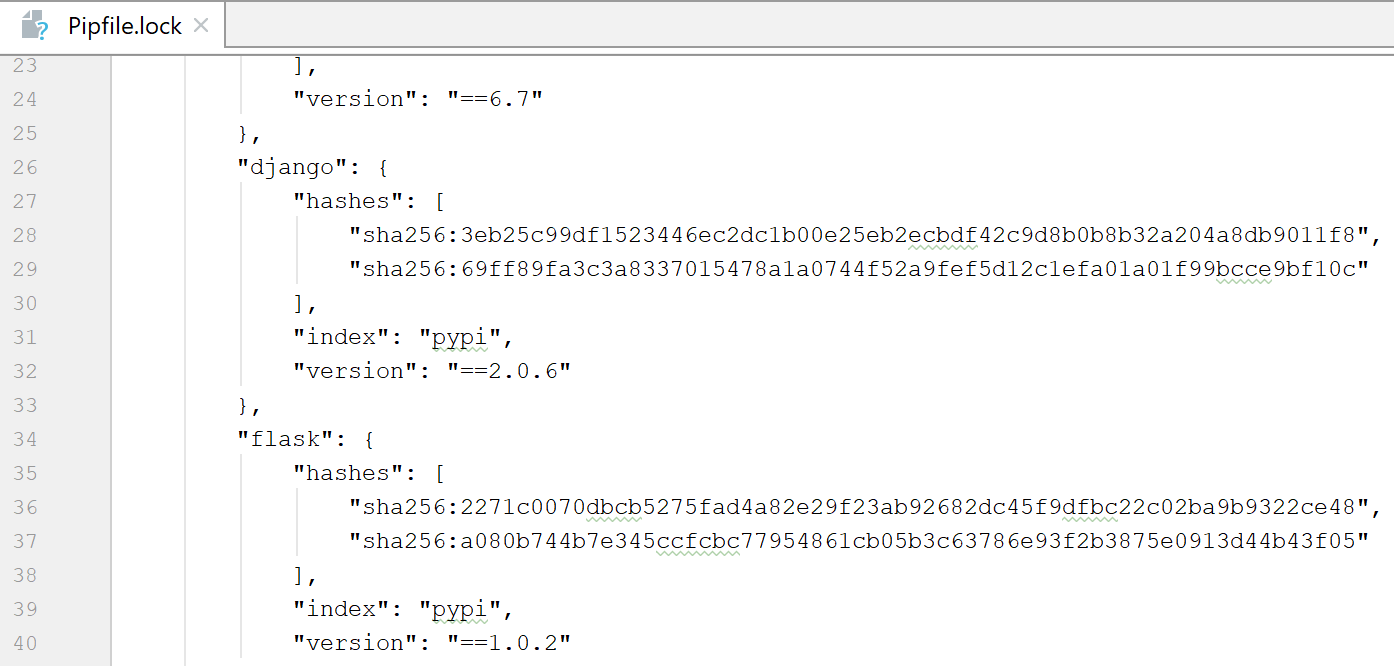 Pipfile.lock
23 ],
24 "version": "==6.7"
25 },
26 "django": {
27 "hashes": [
28 "sha256:3eb25c99df1523446ec2dc1b00e25eb2ecbdf42c9d8b0b8b32a204a8db9011f8",
29 "sha256:69ff89fa3c3a8337015478a1a0744f52a9fef5d12c1efa01a01f99bcce9bf10c"
30 ],
31 "index": "pypi",
32 "version": "==2.0.6"
33 },
34 "flask": {
35 "hashes": [
36 "sha256:2271c0070dbcb5275fad4a82e29f23ab92682dc45f9dfbc22c02ba9b9322ce48",
37 "sha256:a080b744b7e345ccfcbc77954861cb05b3c63786e93f2b3875e0913d44b43f05"
38 ],
39 "index": "pypi",
40 "version": "==1.0.2"